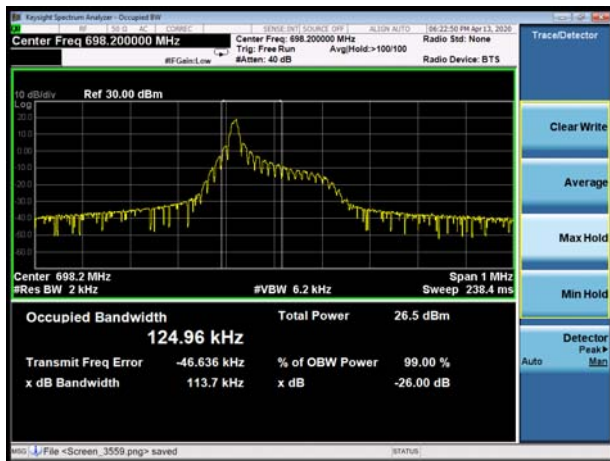 Keysight Spectrum Analyzer - Occupied BW
RF 50 Ω AC CORREC SENSE:INT SOURCE OFF ALIGN AUTO 06:22:50 PM Apr 13, 2020
Center Freq 698.200000 MHz
Center Freq: 698.200000 MHz Radio Std: None
Trig: Free Run Avg|Hold:>100/100
#IFGain:Low #Atten: 40 dB Radio Device: BTS
Trace/Detector
10 dB/div Ref 30.00 dBm
Log
20.0
10.0
0.00
-10.0
-20.0
-30.0
-40.0
-50.0
-60.0
Center 698.2 MHz Span 1 MHz
#Res BW 2 kHz #VBW 6.2 kHz Sweep 238.4 ms
Occupied Bandwidth Total Power 26.5 dBm
124.96 kHz
Transmit Freq Error -46.636 kHz % of OBW Power 99.00 %
x dB Bandwidth 113.7 kHz x dB -26.00 dB
Clear Write
Average
Max Hold
Min Hold
Detector
Peak▶
Auto Man
MSG File <Screen_3559.png> saved STATUS